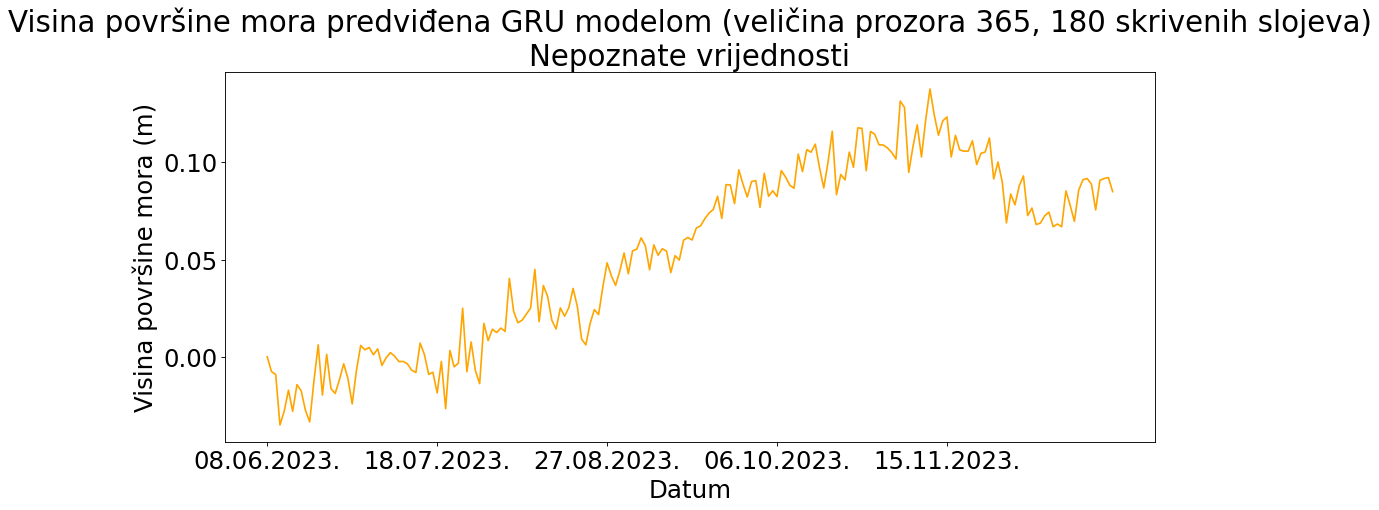 Visina površine mora predviđena GRU modelom (veličina prozora 365, 180 skrivenih slojeva)
Nepoznate vrijednosti
Visina površine mora (m)
0.10
0.05
0.00
08.06.2023. 18.07.2023. 27.08.2023. 06.10.2023. 15.11.2023.
Datum